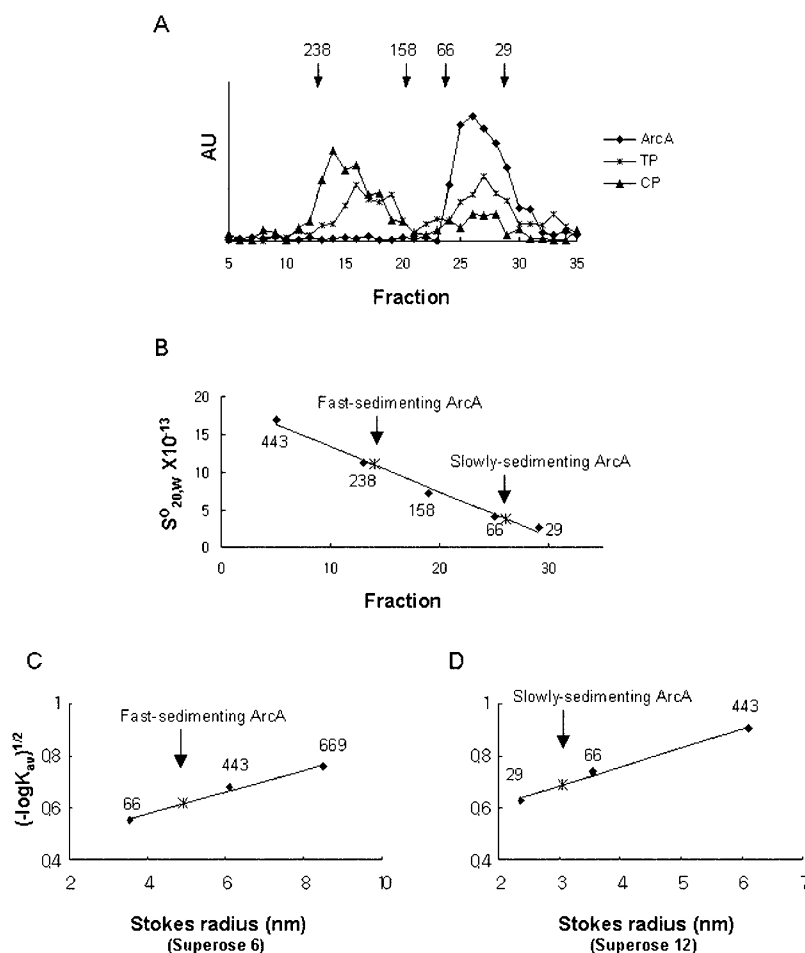 A
238 158 66 29
AU
ArcA
TP
CP
5 10 15 20 25 30 35
Fraction
B
S⁰20,W X10⁻¹³
20
15
10
5
0
Fast-sedimenting ArcA
Slowly-sedimenting ArcA
443
238
158
66
29
0 10 20 30
Fraction
C
(-logKav)1/2
1
0.8
0.6
0.4
Fast-sedimenting ArcA
66
443
669
2 4 6 8 10
Stokes radius (nm)
(Superose 6)
D
1
0.8
0.6
0.4
Slowly-sedimenting ArcA
29
66
443
2 3 4 5 6 7
Stokes radius (nm)
(Superose 12)